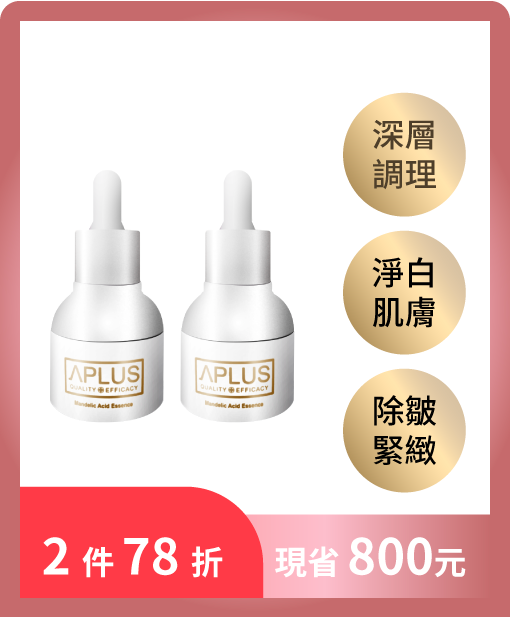 深層
調理
淨白
肌膚
除皺
緊緻
APLUS
QUALITY EFFICACY
Mandelic Acid Essence
APLUS
QUALITY EFFICACY
Mandelic Acid Essence
2 件 78 折
現省 800元